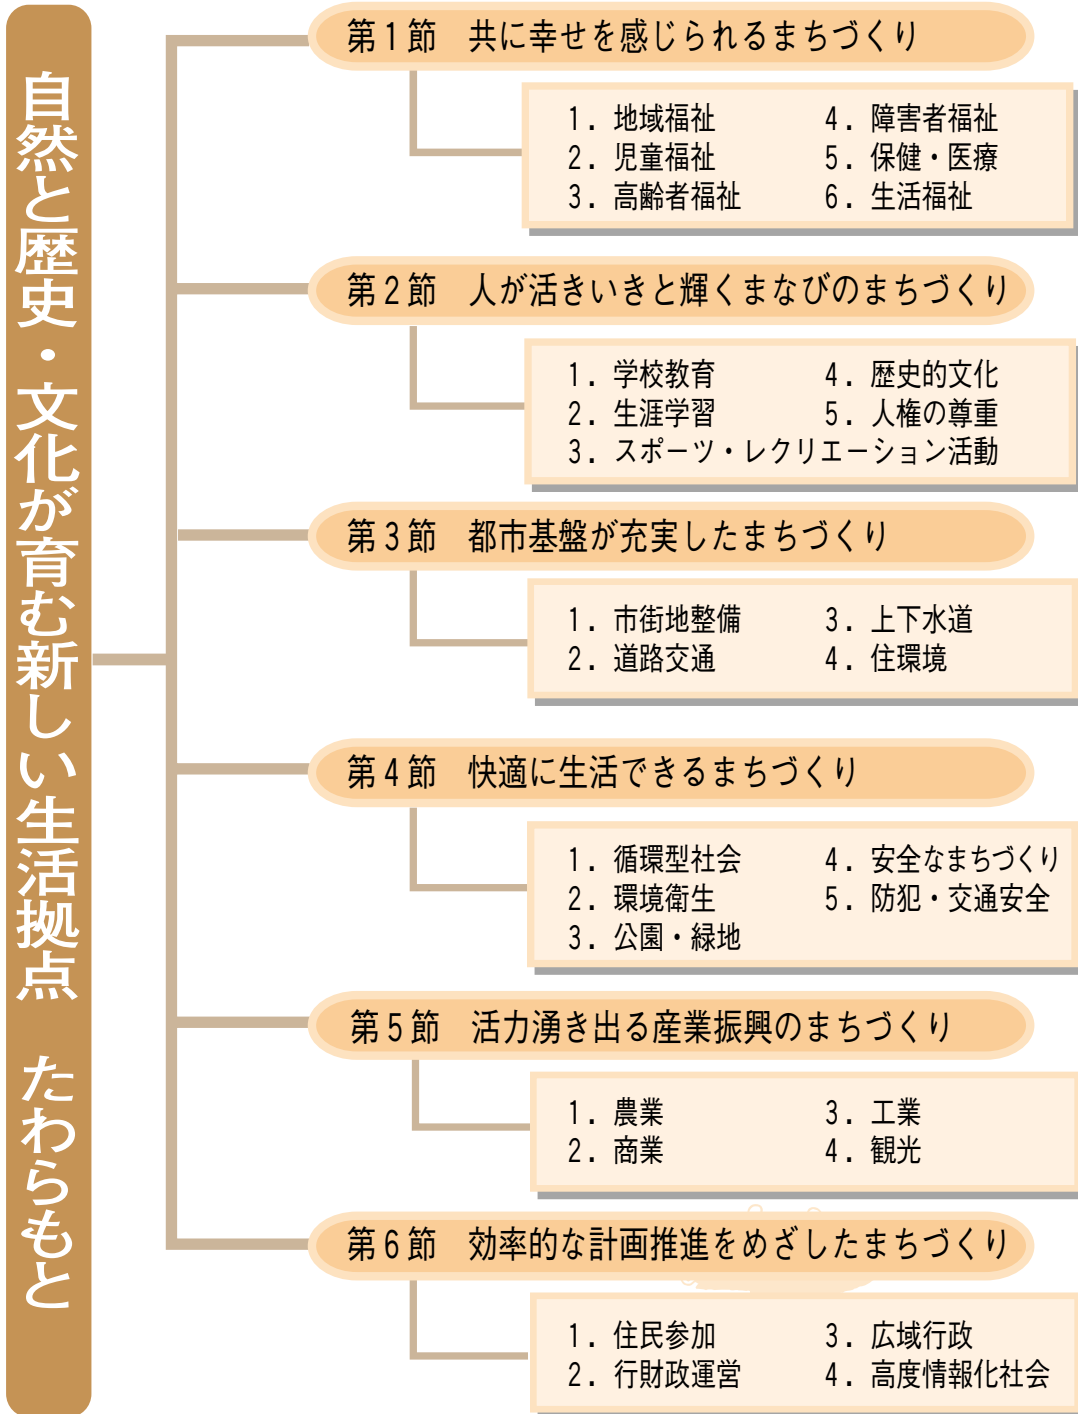 自然と歴史・文化が育む新しい生活拠点　たわらもと
第1節　共に幸せを感じられるまちづくり
1．地域福祉　4．障害者福祉
2．児童福祉　5．保健・医療
3．高齢者福祉　6．生活福祉
第2節　人が活きいきと輝くまなびのまちづくり
1．学校教育　4．歴史的文化
2．生涯学習　5．人権の尊重
3．スポーツ・レクリエーション活動
第3節　都市基盤が充実したまちづくり
1．市街地整備　3．上下水道
2．道路交通　4．住環境
第4節　快適に生活できるまちづくり
1．循環型社会　4．安全なまちづくり
2．環境衛生　5．防犯・交通安全
3．公園・緑地
第5節　活力湧き出る産業振興のまちづくり
1．農業　3．工業
2．商業　4．観光
第6節　効率的な計画推進をめざしたまちづくり
1．住民参加　3．広域行政
2．行財政運営　4．高度情報化社会